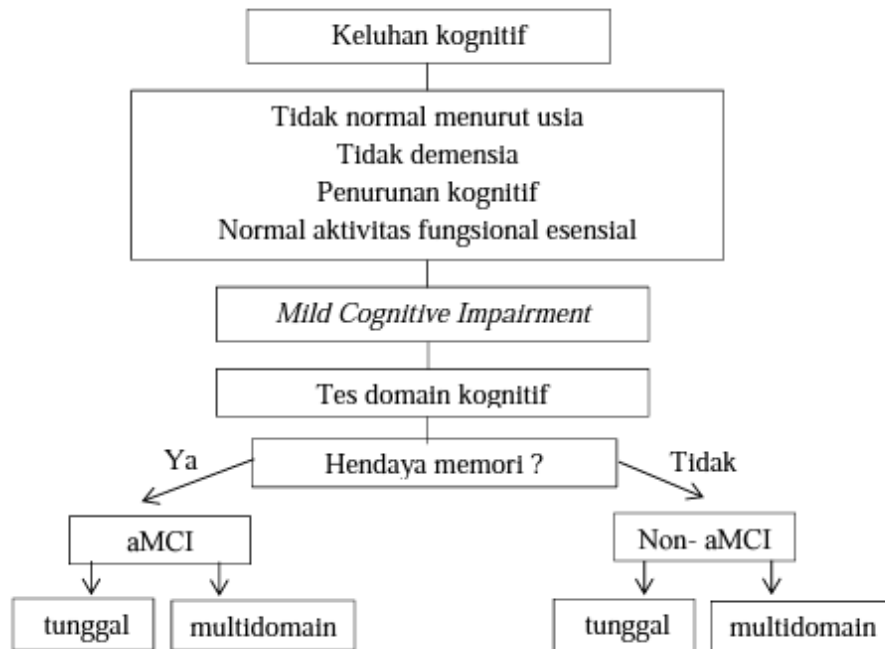 Keluhan kognitif
Tidak normal menurut usia
Tidak demensia
Penurunan kognitif
Normal aktivitas fungsional esensial
Mild Cognitive Impairment
Tes domain kognitif
Ya
Hendaya memori ?
Tidak
aMCI
Non- aMCI
tunggal
multidomain
tunggal
multidomain